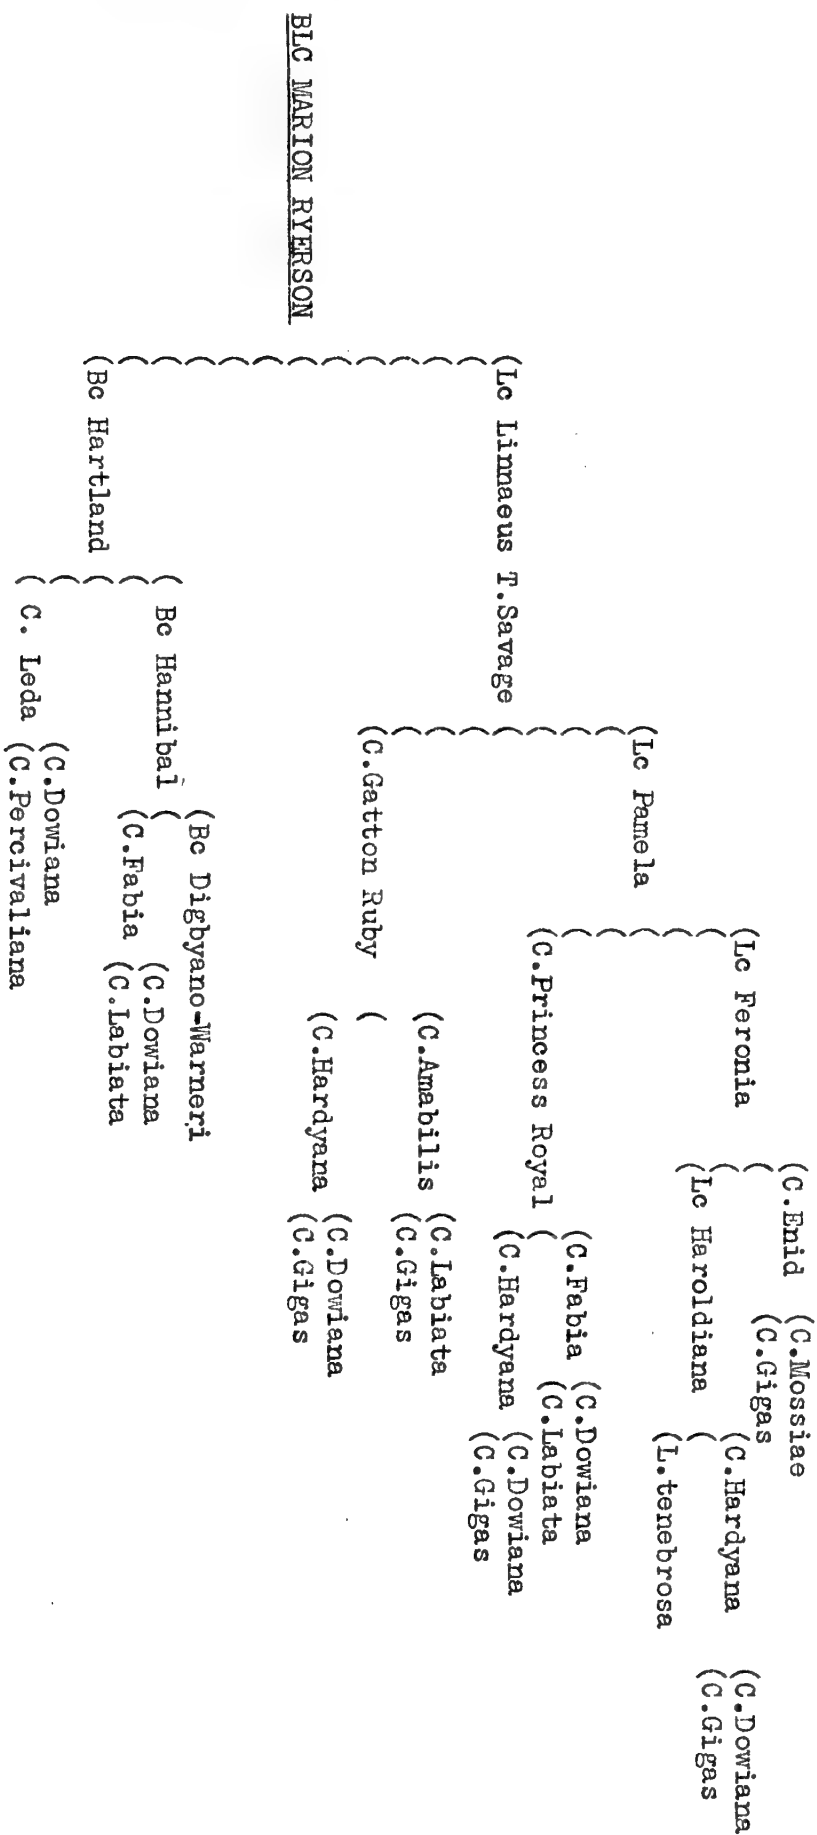 (C.Enid (C.Mossiae
(C.Gigas
(Lc Feronia (C.Hardyana (C.Dowiana
(C.Gigas
(Lc Haroldiana
(L.tenebrosa
(Lc Pamela
(C.Fabia (C.Dowiana
(C.Princess Royal (C.Labiata
(Lc Linnaeus T.Savage (C.Hardyana (C.Dowiana
(C.Gigas
(C.Amabilis (C.Labiata
(C.Gigas
(C.Gatton Ruby (
(C.Hardyana (C.Dowiana
BLC MARION RYERSON (C.Gigas
(Bc Digbyano-Warneri
( Bc Hannibal ( (C.Dowiana
(C.Fabia (C.Labiata
(Bc Hartland
(C.Dowiana
( C. Leda (C.Percivaliana